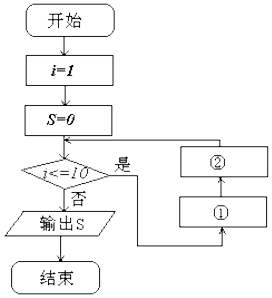 开始
i=1
S=0
i<=10
是
否
②
①
输出S
结束